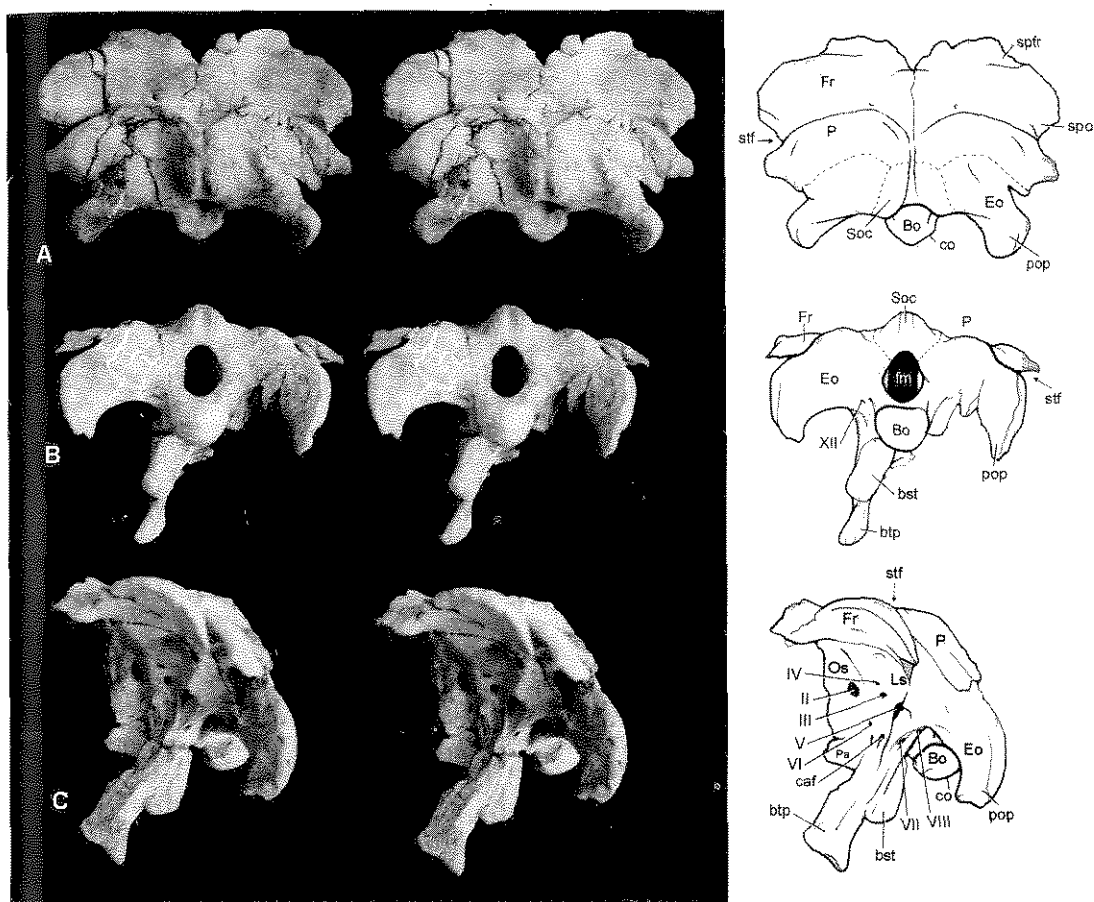 A
spfr
Fr
spo
stf
P
Eo
Soc
Bo
co
pop
B
Soc
Fr
P
Eo
fm
stf
XII
Bo
pop
bst
btp
C
stf
Fr
P
Os
IV
Ls
II
III
V
VI
Pa
Bo
Eo
caf
co
btp
VII
VIII
pop
bst